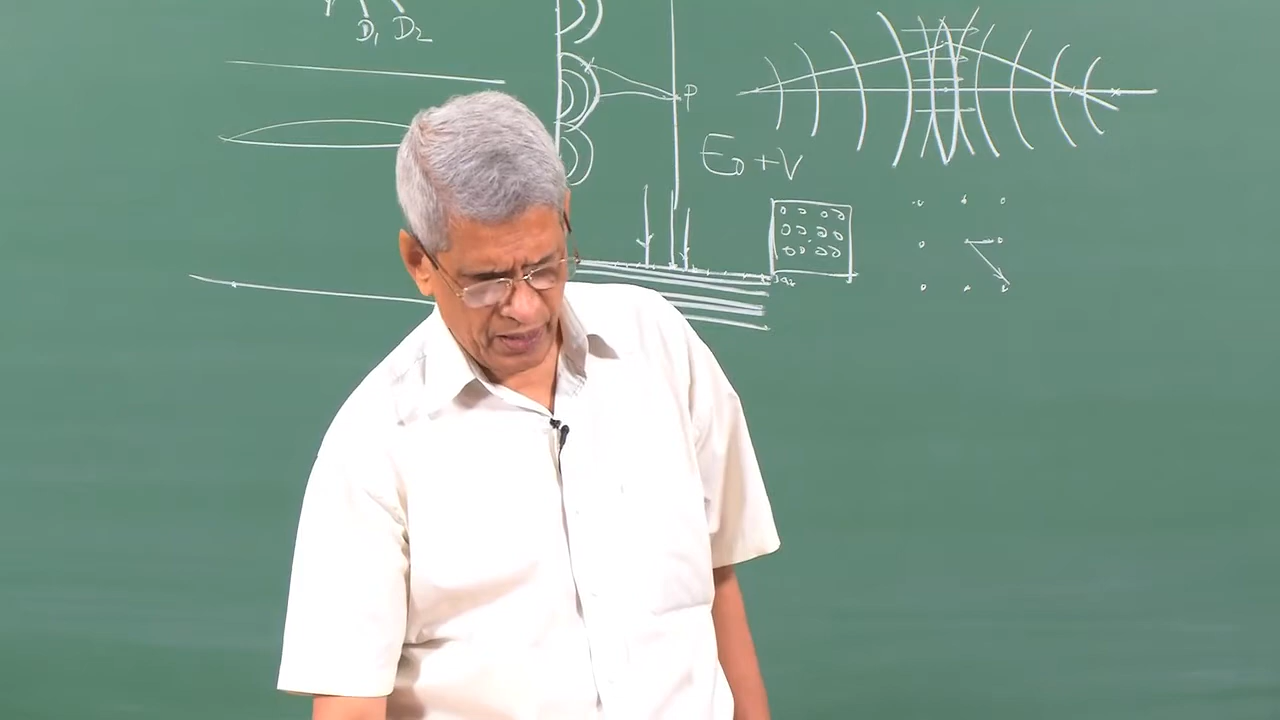 D₁ D₂
P
E₀ + V